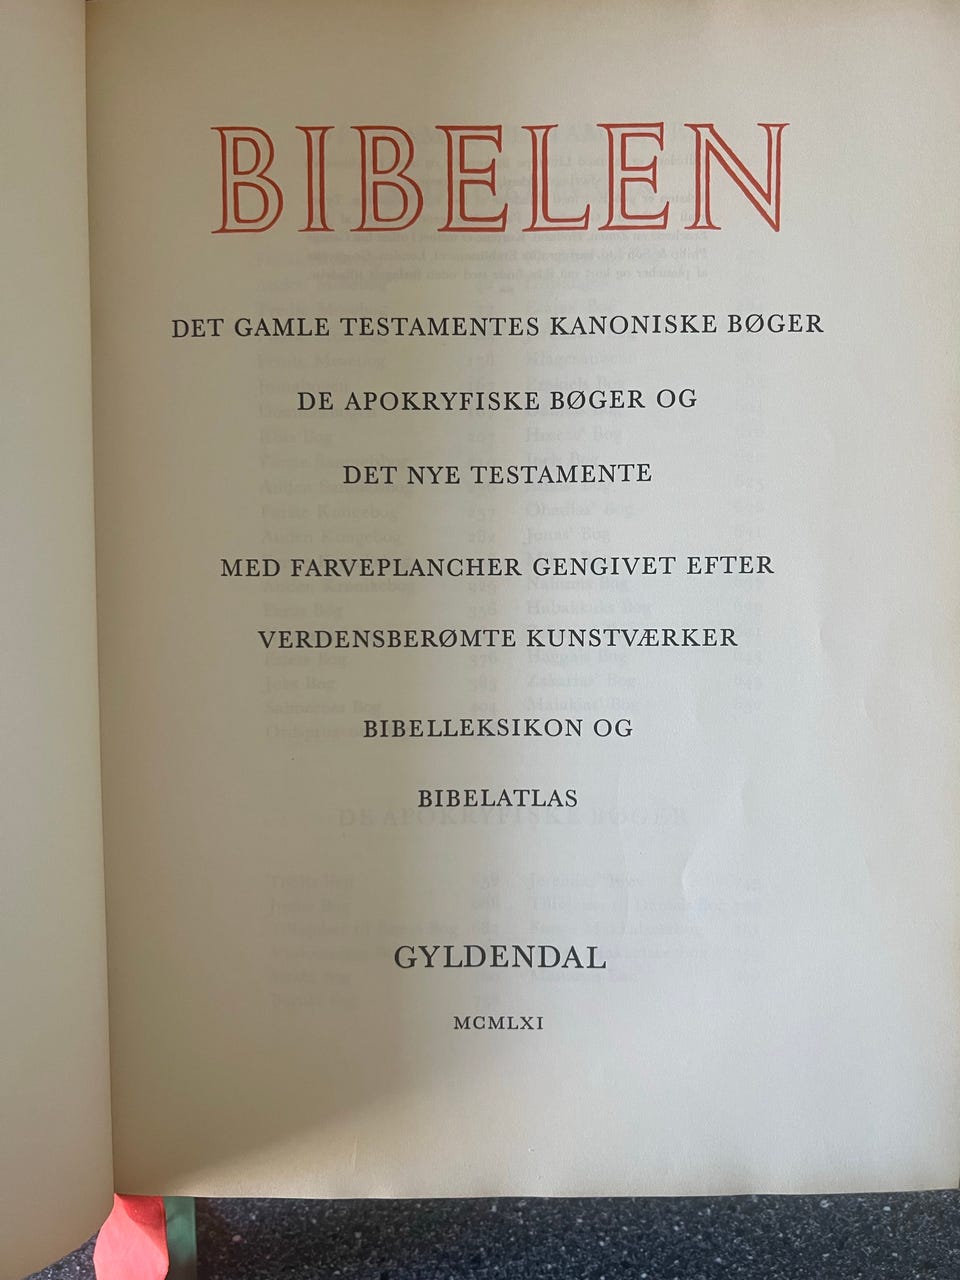 BIBELEN
DET GAMLE TESTAMENTES KANONISKE BØGER
DE APOKRYFISKE BØGER OG
DET NYE TESTAMENTE
MED FARVEPLANCHER GENGIVET EFTER
VERDENSBERØMTE KUNSTVÆRKER
BIBELLEKSIKON OG
BIBELATLAS
GYLDENDAL
MCMLXI